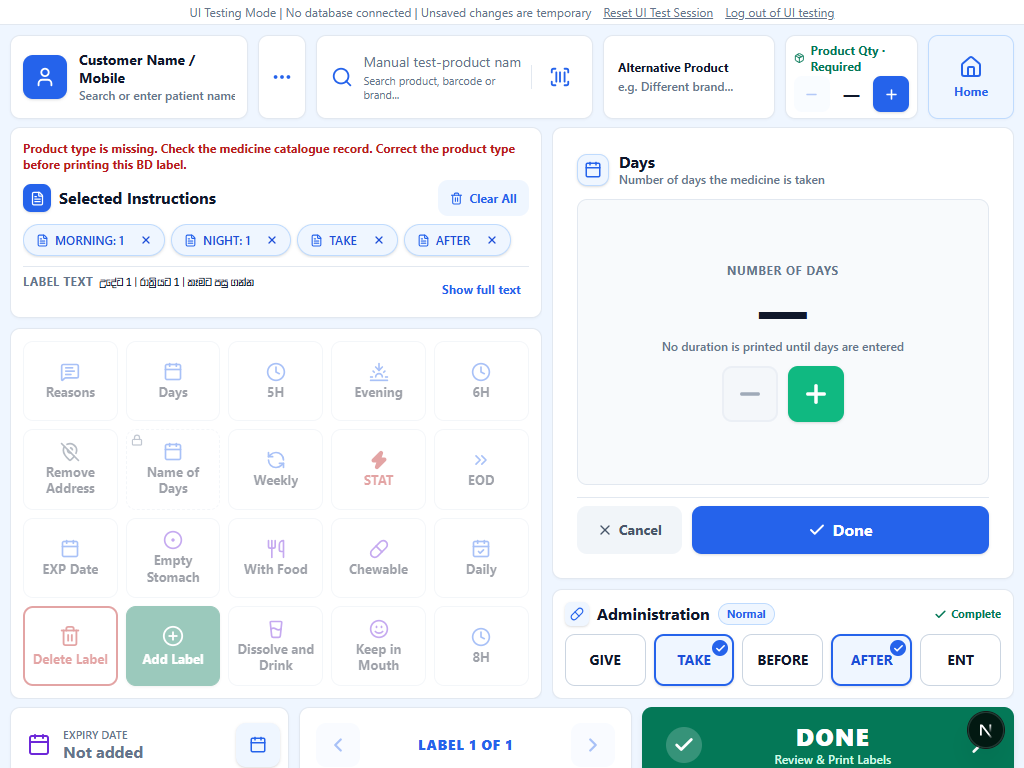 UI Testing Mode | No database connected | Unsaved changes are temporary Reset UI Test Session Log out of UI testing
Customer Name / Mobile
Search or enter patient name
Manual test-product nam
Search product, barcode or brand...
Alternative Product
e.g. Different brand...
Product Qty · Required
Home
Product type is missing. Check the medicine catalogue record. Correct the product type before printing this BD label.
Selected Instructions
Clear All
MORNING: 1
NIGHT: 1
TAKE
AFTER
LABEL TEXT උදේට 1 | රාත්‍රියට 1 | කෑමට පසු ගන්න
Show full text
Reasons
Days
5H
Evening
6H
Remove Address
Name of Days
Weekly
STAT
EOD
EXP Date
Empty Stomach
With Food
Chewable
Daily
Delete Label
Add Label
Dissolve and Drink
Keep in Mouth
8H
Days
Number of days the medicine is taken
NUMBER OF DAYS
No duration is printed until days are entered
Cancel
Done
Administration
Normal
Complete
GIVE
TAKE
BEFORE
AFTER
ENT
EXPIRY DATE
Not added
LABEL 1 OF 1
DONE
Review & Print Labels
N